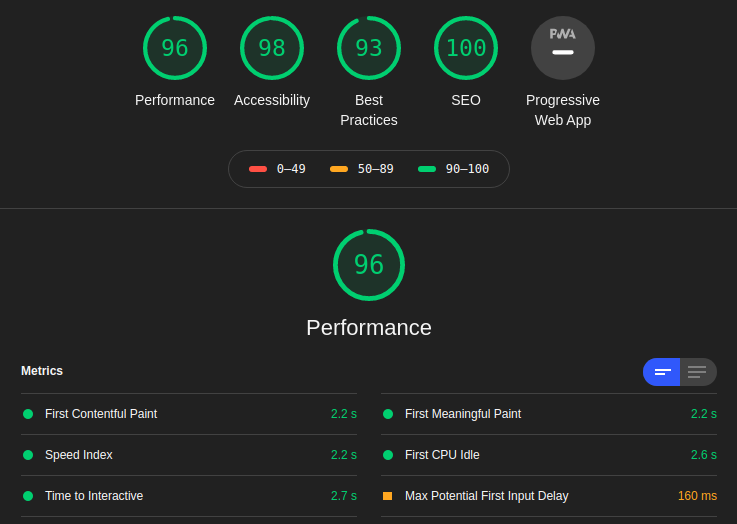 96 98 93 100 PWA
Performance Accessibility Best Practices SEO Progressive Web App
0–49 50–89 90–100
96
Performance
Metrics
First Contentful Paint 2.2 s
First Meaningful Paint 2.2 s
Speed Index 2.2 s
First CPU Idle 2.6 s
Time to Interactive 2.7 s
Max Potential First Input Delay 160 ms